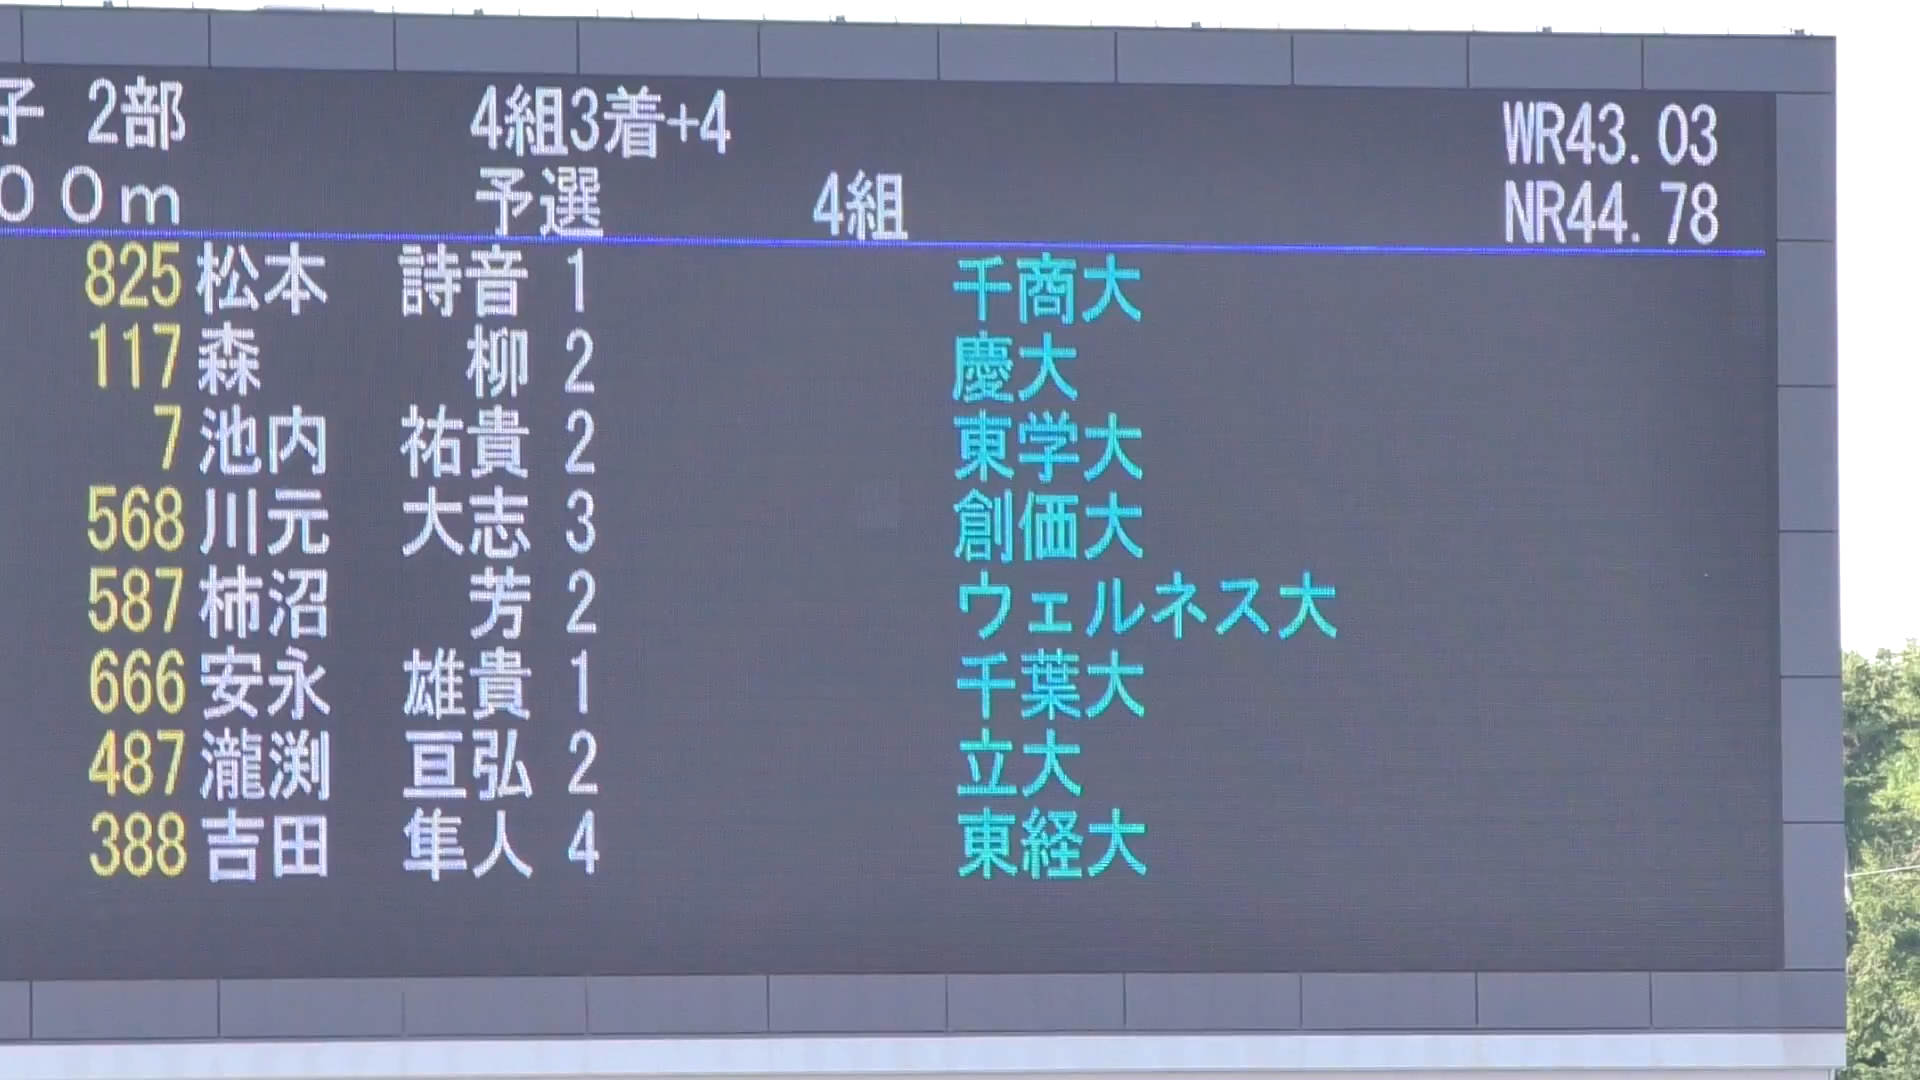 子 2部 4組3着+4 WR43.03
00m 予選 4組 NR44.78
825 松本 詩音 1 千商大
117 森 柳 2 慶大
7 池内 祐貴 2 東学大
568 川元 大志 3 創価大
587 柿沼 芳 2 ウェルネス大
666 安永 雄貴 1 千葉大
487 瀧渕 亘弘 2 立大
388 吉田 隼人 4 東経大